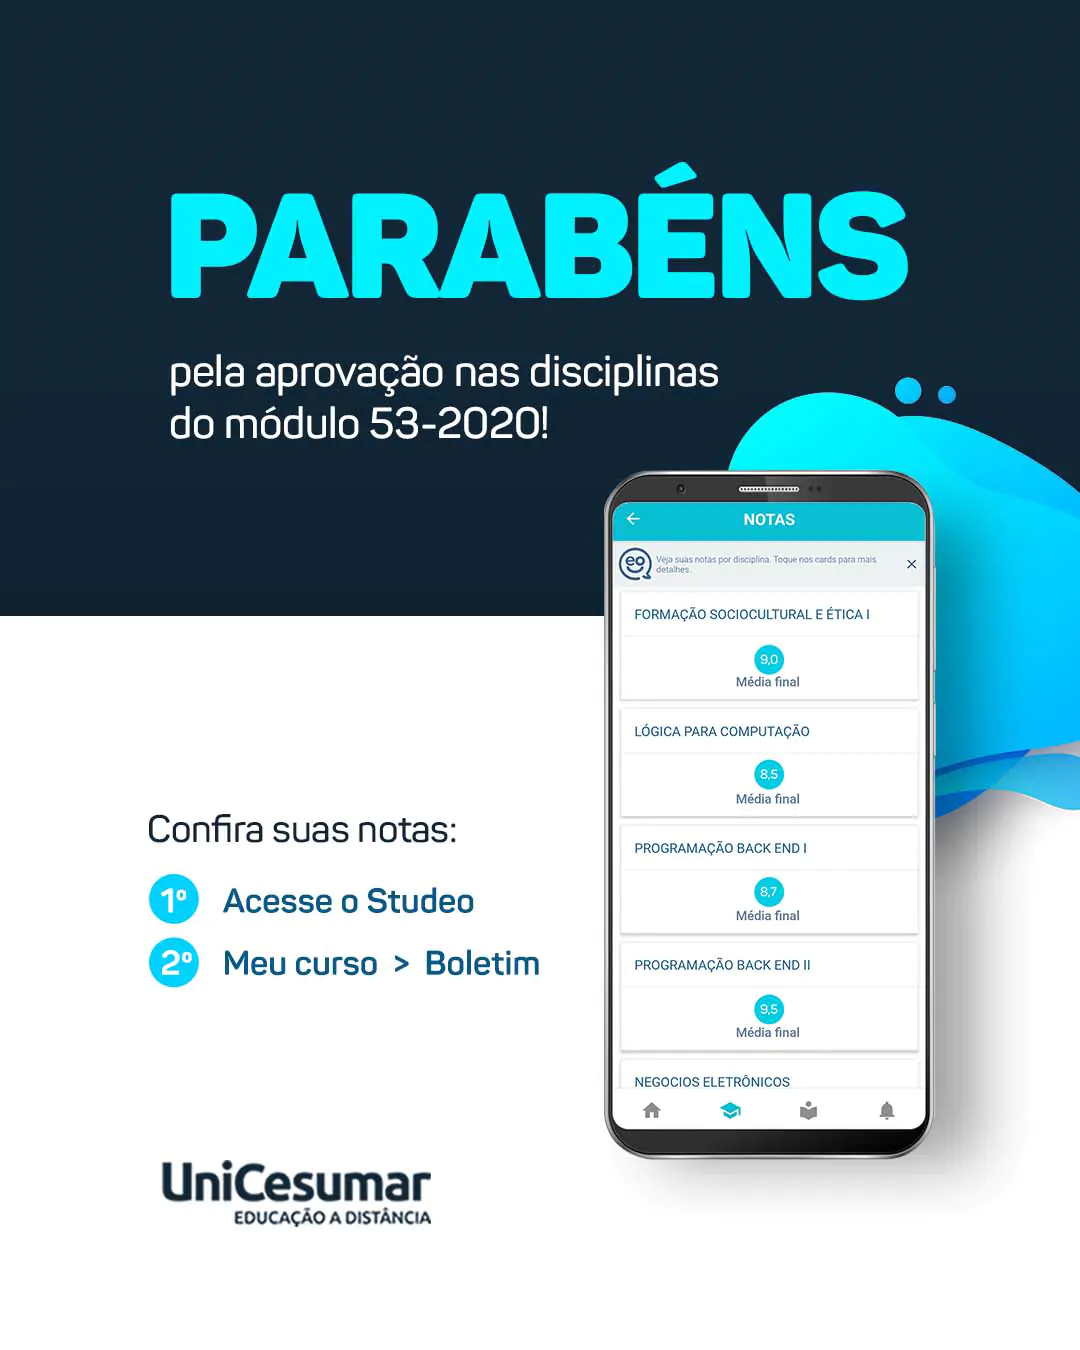 PARABÉNS
pela aprovação nas disciplinas
do módulo 53-2020!
NOTAS
eo
Veja suas notas por disciplina. Toque nos cards para mais
detalhes.
FORMAÇÃO SOCIOCULTURAL E ÉTICA I
9,0
Média final
LÓGICA PARA COMPUTAÇÃO
8,5
Média final
PROGRAMAÇÃO BACK END I
8,7
Média final
PROGRAMAÇÃO BACK END II
9,5
Média final
NEGOCIOS ELETRÔNICOS
Confira suas notas:
1º Acesse o Studeo
2º Meu curso > Boletim
UniCesumar
EDUCAÇÃO A DISTÂNCIA